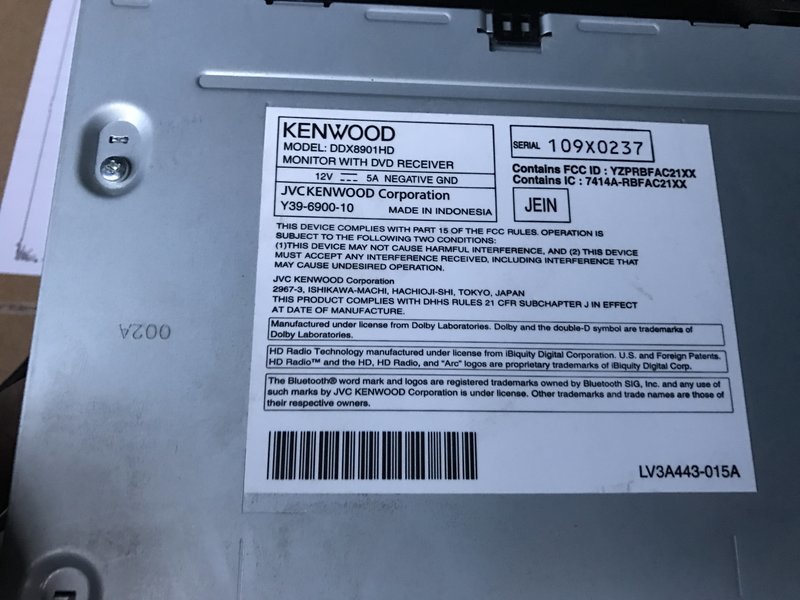 KENWOOD
MODEL: DDX8901HD
MONITOR WITH DVD RECEIVER
12V 5A NEGATIVE GND
JVCKENWOOD Corporation
Y39-6900-10 MADE IN INDONESIA
SERIAL 109X0237
Contains FCC ID : YZPRBFAC21XX
Contains IC : 7414A-RBFAC21XX
JEIN
THIS DEVICE COMPLIES WITH PART 15 OF THE FCC RULES. OPERATION IS
SUBJECT TO THE FOLLOWING TWO CONDITIONS:
(1)THIS DEVICE MAY NOT CAUSE HARMFUL INTERFERENCE, AND (2) THIS DEVICE
MUST ACCEPT ANY INTERFERENCE RECEIVED, INCLUDING INTERFERENCE THAT
MAY CAUSE UNDESIRED OPERATION.
JVC KENWOOD Corporation
2967-3, ISHIKAWA-MACHI, HACHIOJI-SHI, TOKYO, JAPAN
THIS PRODUCT COMPLIES WITH DHHS RULES 21 CFR SUBCHAPTER J IN EFFECT
AT DATE OF MANUFACTURE.
Manufactured under license from Dolby Laboratories. Dolby and the double-D symbol are trademarks of
Dolby Laboratories.
HD Radio Technology manufactured under license from iBiquity Digital Corporation. U.S. and Foreign Patents.
HD Radio™ and the HD, HD Radio, and "Arc" logos are proprietary trademarks of iBiquity Digital Corp.
The Bluetooth® word mark and logos are registered trademarks owned by Bluetooth SIG, Inc. and any use of
such marks by JVC KENWOOD Corporation is under license. Other trademarks and trade names are those of
their respective owners.
LV3A443-015A
002A